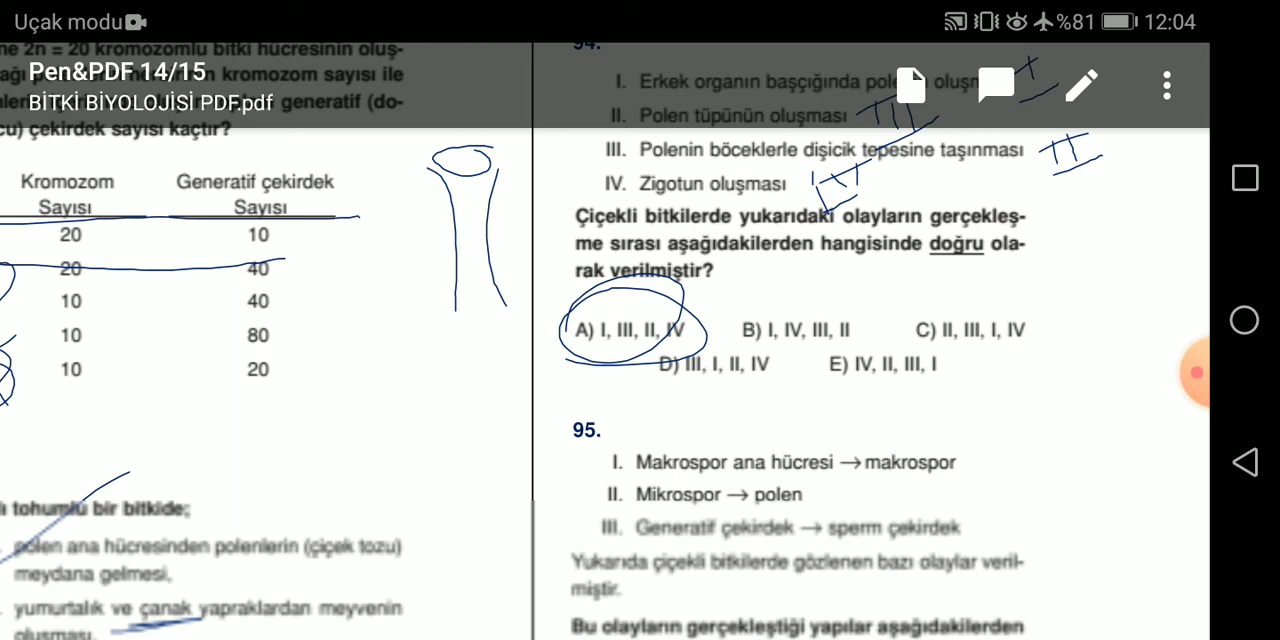 Uçak modu
%81 12:04
Pen&PDF 14/15
BİTKİ BİYOLOJİSİ PDF.pdf
ne 2n = 20 kromozomlu bitki hücresinin oluş-
kromozom sayısı ile
generatif (do-
cu) çekirdek sayısı kaçtır?
Kromozom Sayısı
Generatif çekirdek Sayısı
20 10
20 40
10 40
10 80
10 20
lı tohumlu bir bitkide;
polen ana hücresinden polenlerin (çiçek tozu)
meydana gelmesi,
yumurtalık ve çanak yapraklardan meyvenin
oluşması,
94.
I. Erkek organın başçığında
II. Polen tüpünün oluşması III
III. Polenin böceklerle dişicik tepesine taşınması II
IV. Zigotun oluşması IV
Çiçekli bitkilerde yukarıdaki olayların gerçekleş-
me sırası aşağıdakilerden hangisinde doğru ola-
rak verilmiştir?
A) I, III, II, IV B) I, IV, III, II C) II, III, I, IV
D) III, I, II, IV E) IV, II, III, I
95.
I. Makrospor ana hücresi → makrospor
II. Mikrospor → polen
III. Generatif çekirdek → sperm çekirdek
Yukarıda çiçekli bitkilerde gözlenen bazı olaylar veril-
miştir.
Bu olayların gerçekleştiği yapılar aşağıdakilerden